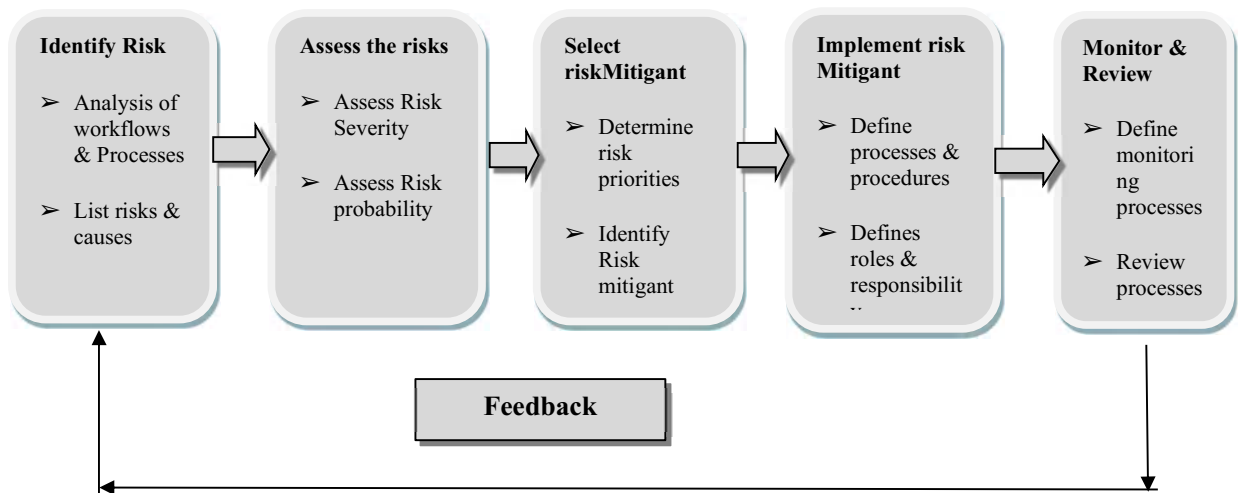 Identify Risk
➢ Analysis of
workflows
& Processes
➢ List risks &
causes
Assess the risks
➢ Assess Risk
Severity
➢ Assess Risk
probability
Select
riskMitigant
➢ Determine
risk
priorities
➢ Identify
Risk
mitigant
Implement risk
Mitigant
➢ Define
processes &
procedures
➢ Defines
roles &
responsibilit
Monitor &
Review
➢ Define
monitori
ng
processes
➢ Review
processes
Feedback